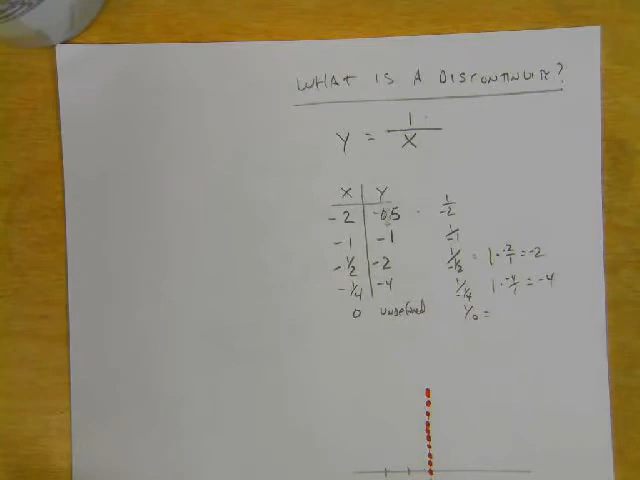 WHAT IS A DISCONTINUITY?
Y = 1/X
X Y
-2 -0.5 1/-2
-1 -1 1/-1
-1/2 -2 1/-1/2 = 1·-2/1 = -2
-1/4 -4 1/-1/4 1·-4/1 = -4
0 undefined 1/0 =